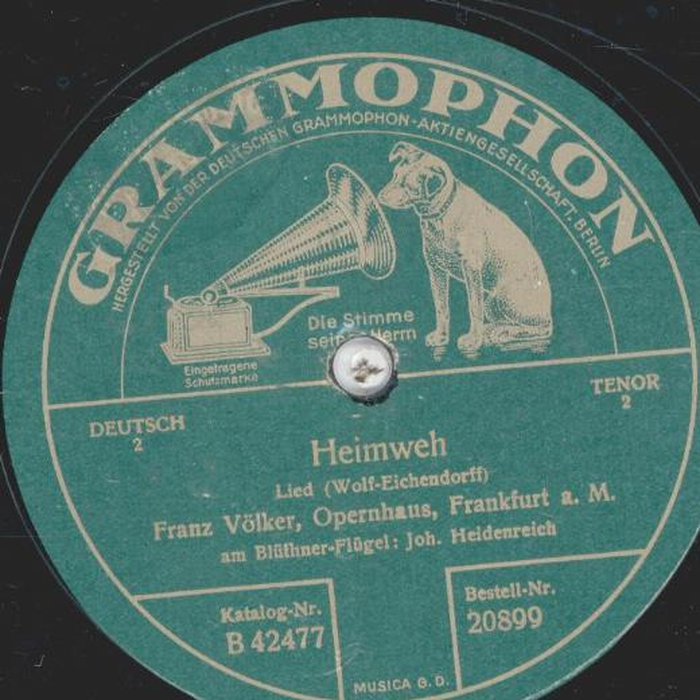 GRAMMOPHON
HERGESTELLT VON DER DEUTSCHEN GRAMMOPHON-AKTIENGESELLSCHAFT, BERLIN
Die Stimme
Herrn
Eingetragene
Schutzmarke
DEUTSCH
2
TENOR
2
Heimweh
Lied (Wolf-Eichendorff)
Franz Völker, Opernhaus, Frankfurt a. M.
am Blüthner-Flügel: Joh. Heidenreich
Katalog-Nr.
B 42477
Bestell-Nr.
20899
MUSICA G. D.